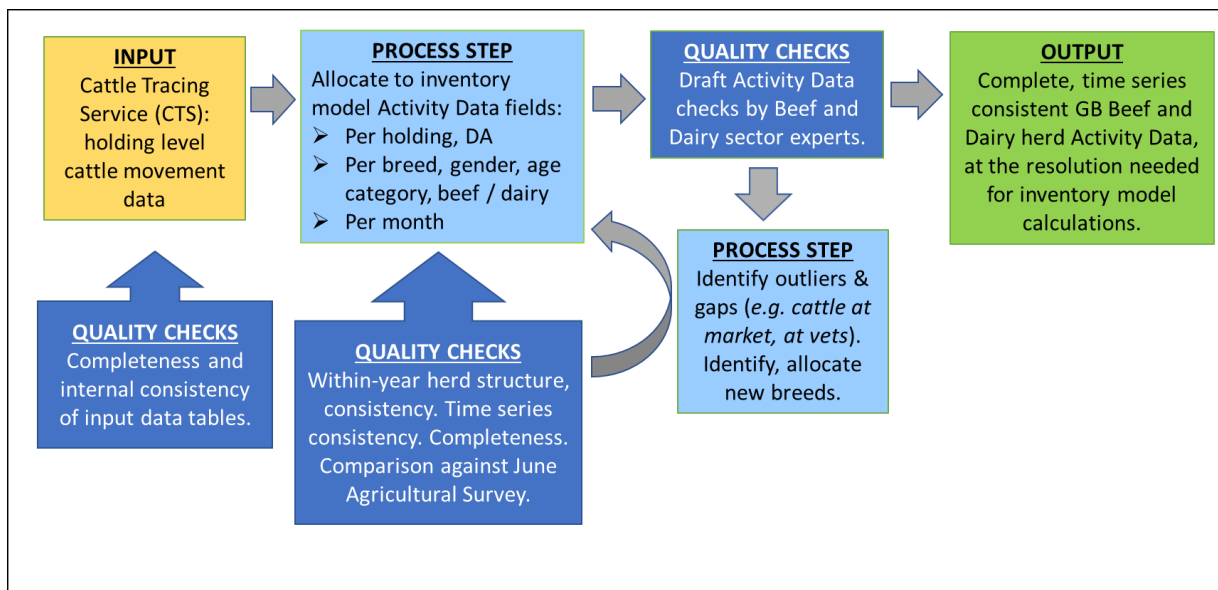 INPUT
Cattle Tracing
Service (CTS):
holding level
cattle movement
data
PROCESS STEP
Allocate to inventory
model Activity Data fields:
➢ Per holding, DA
➢ Per breed, gender, age
category, beef / dairy
➢ Per month
QUALITY CHECKS
Draft Activity Data
checks by Beef and
Dairy sector experts.
OUTPUT
Complete, time series
consistent GB Beef and
Dairy herd Activity Data,
at the resolution needed
for inventory model
calculations.
PROCESS STEP
Identify outliers &
gaps (e.g. cattle at
market, at vets).
Identify, allocate
new breeds.
QUALITY CHECKS
Completeness and
internal consistency
of input data tables.
QUALITY CHECKS
Within-year herd structure,
consistency. Time series
consistency. Completeness.
Comparison against June
Agricultural Survey.